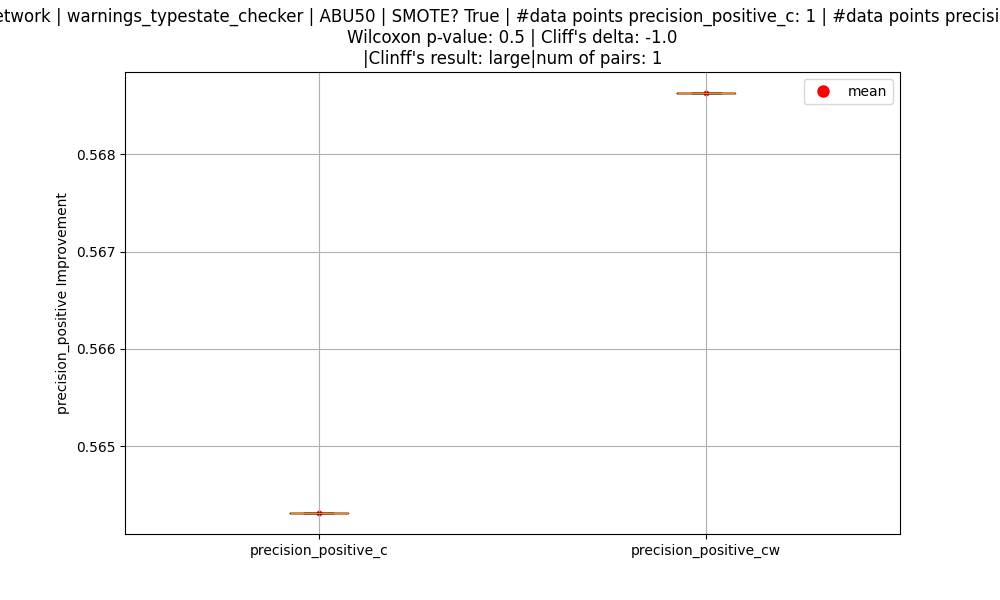 | warnings_typestate_checker | ABU50 | SMOTE? True | #data points precision_positive_c: 1 | #data points
Wilcoxon p-value: 0.5 | Cliff's delta: -1.0
|Clinff's result: large|num of pairs: 1
mean
0.568
0.567
0.566
0.565
precision_positive Improvement
precision_positive_c
precision_positive_cw